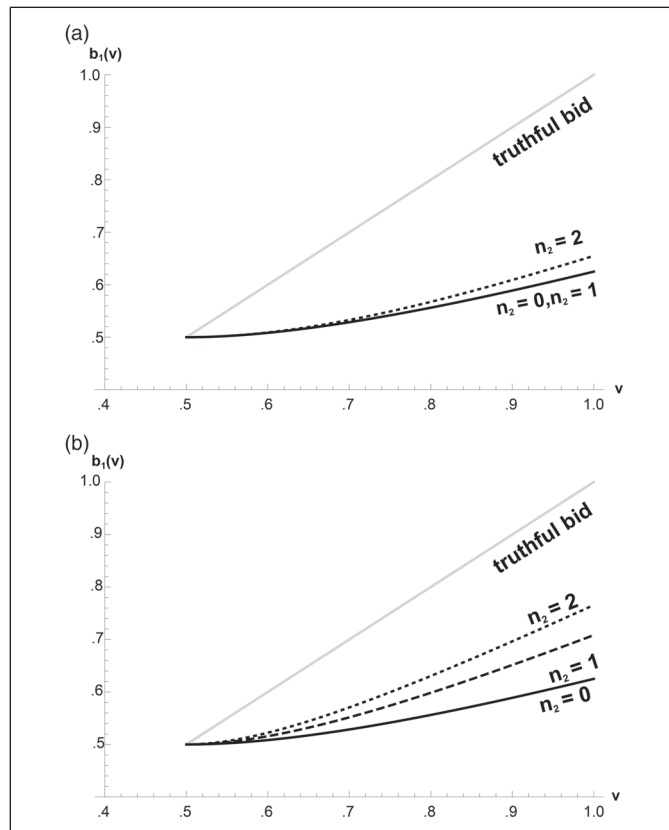 (a)
b₁(v)
1.0
.9
.8
.7
.6
.5
.4 .5 .6 .7 .8 .9 1.0 v
truthful bid
n₂ = 2
n₂ = 0,n₂ = 1
(b)
b₁(v)
1.0
.9
.8
.7
.6
.5
.4 .5 .6 .7 .8 .9 1.0 v
truthful bid
n₂ = 2
n₂ = 1
n₂ = 0